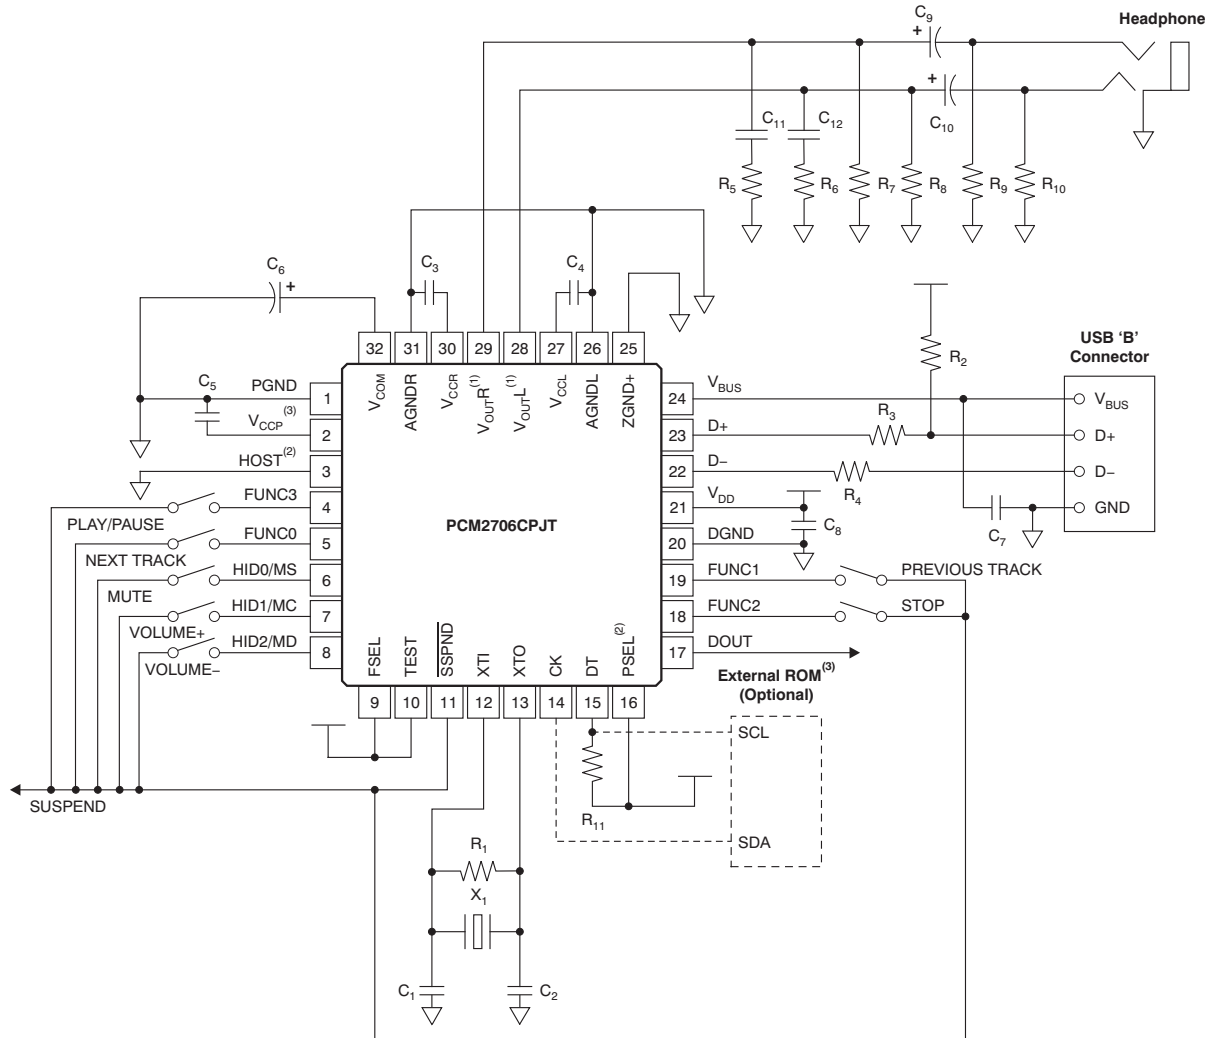 C9
Headphone
+
+
C10
C11
C12
R5
R6
R7
R8
R9
R10
C6
+
C3
C4
32
31
30
29
28
27
26
25
VCOM
AGNDR
VCCR
VOUTR(1)
VOUTL(1)
VCCL
AGNDL
ZGND+
R2
USB ‘B’
Connector
C5
PGND
1
VCCP(3)
2
HOST(2)
3
FUNC3
4
PLAY/PAUSE
FUNC0
5
NEXT TRACK
HID0/MS
6
MUTE
HID1/MC
7
VOLUME+
HID2/MD
8
VOLUME−
PCM2706CPJT
24
VBUS
23
D+
R3
22
D−
R4
21
VDD
C8
20
DGND
19
FUNC1
PREVIOUS TRACK
18
FUNC2
STOP
17
DOUT
VBUS
D+
D−
GND
C7
FSEL
TEST
SSPND
XTI
XTO
CK
DT
PSEL(2)
9
10
11
12
13
14
15
16
External ROM(3)
(Optional)
SCL
SDA
R11
SUSPEND
R1
X1
C1
C2